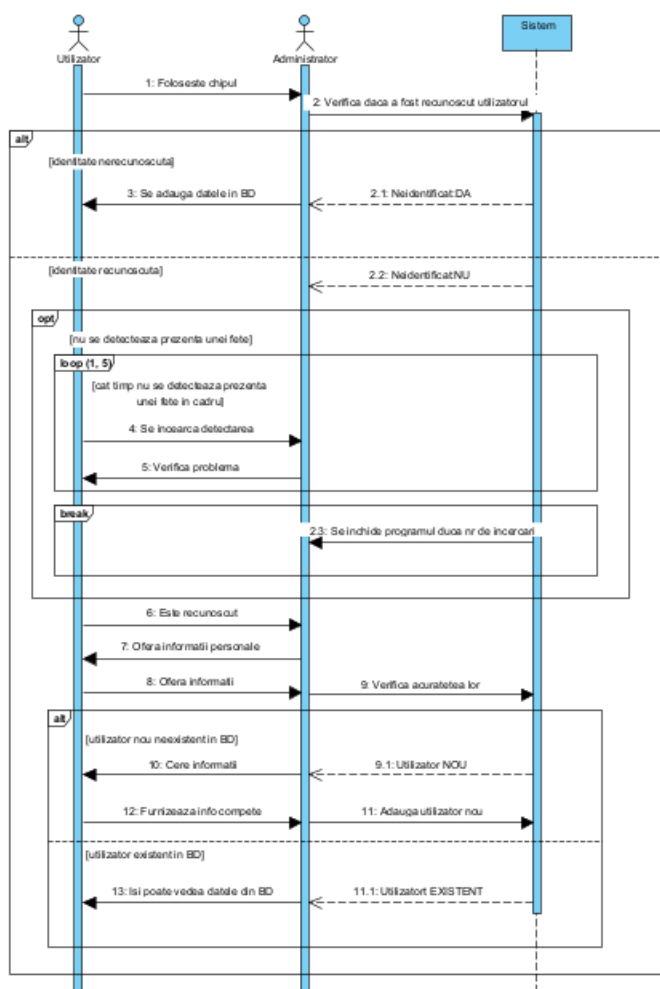 Utilizator
Administrator
Sistem
1: Foloseste chipul
2: Verifica daca a fost recunoscut utilizatorul
alt
[identitate nerecunoscuta]
3: Se adauga datele in BD
2.1: Neidentificat:DA
[identitate recunoscuta]
2.2: Neidentificat:NU
opt
[nu se detecteaza prezenta unei fete]
loop (1, 5)
[cat timp nu se detecteaza prezenta
unei fete in cadru]
4: Se incearca detectarea
5: Verifica problema
break
2.3: Se inchide programul duoa nr de incercari
6: Este recunoscut
7: Ofera informatii personale
8: Ofera informatii
9: Verifica acuratetea lor
alt
[utilizator nou neexistent in BD]
10: Cere informatii
9.1: Utilizator NOU
12: Furnizeaza info compete
11: Adauga utilizator nou
[utilizator existent in BD]
13: Isi poate vedea datele din BD
11.1: Utilizatort EXISTENT